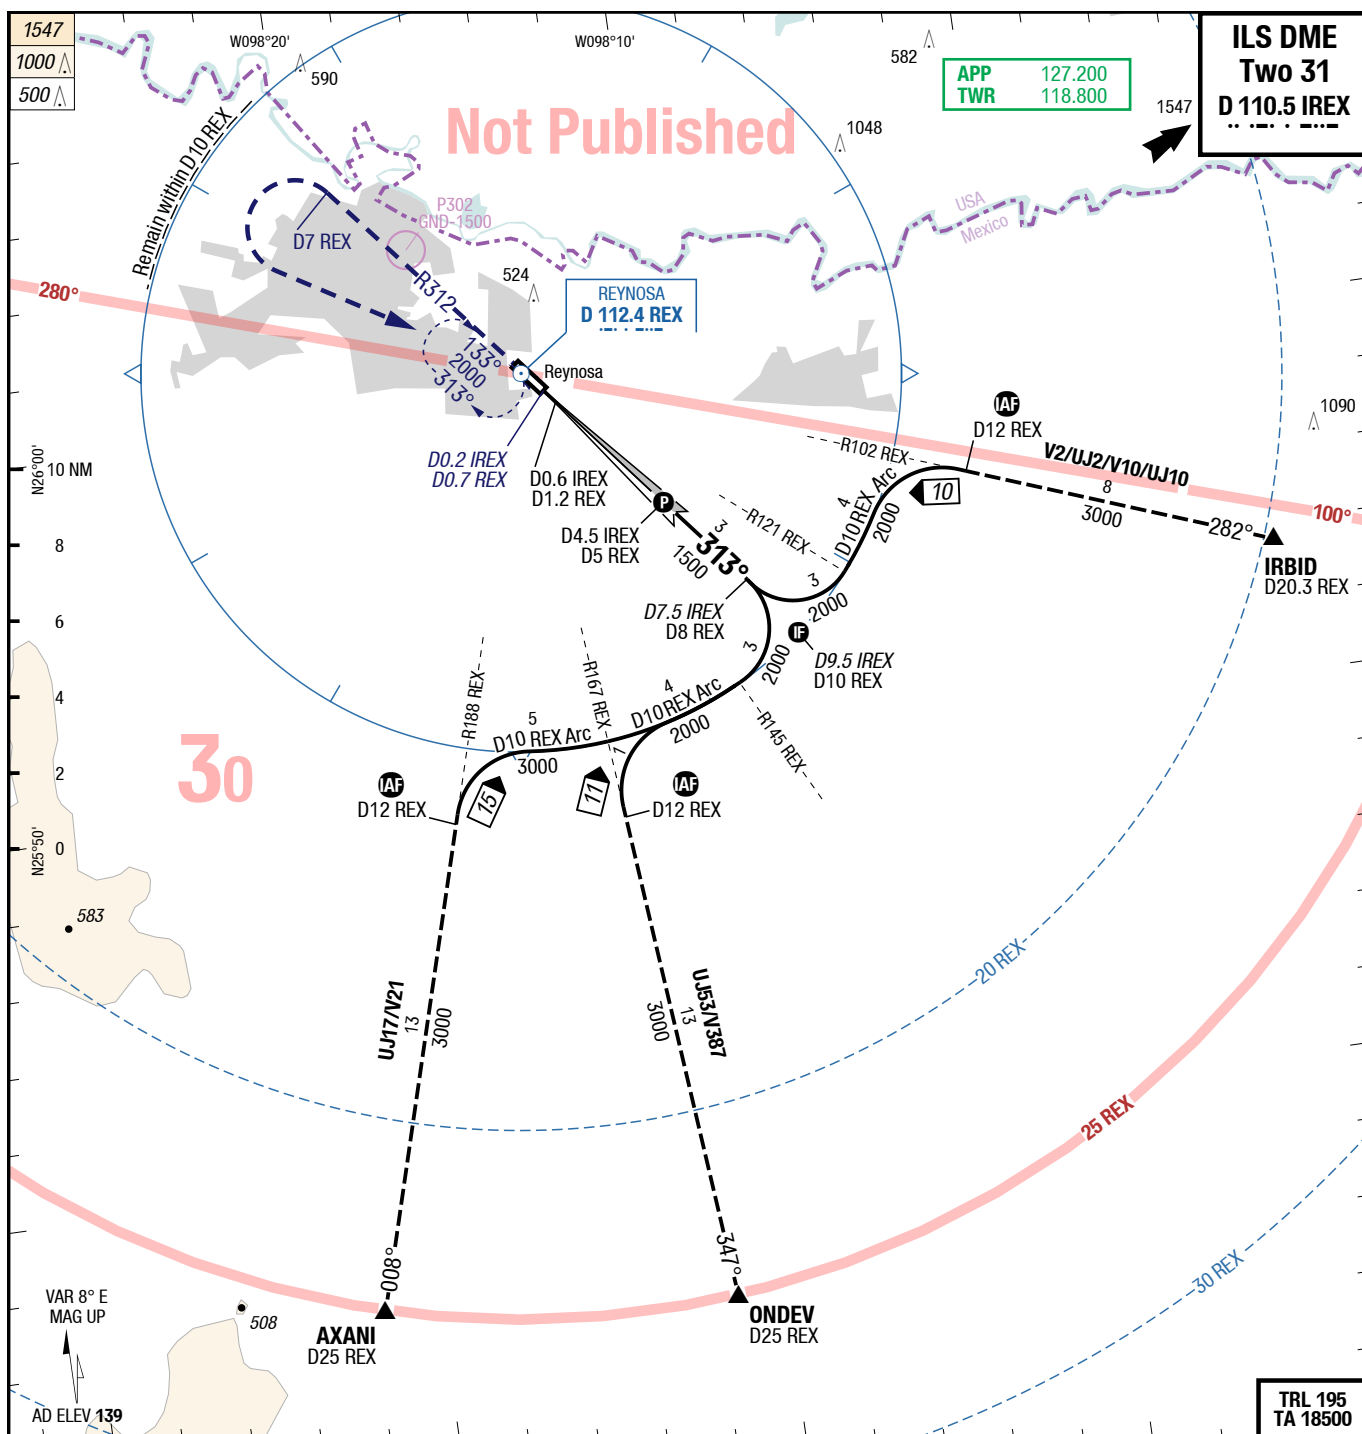 1547
1000
500
W098°20'
W098°10'
590
582
1048
1547
APP 127.200
TWR 118.800
ILS DME
Two 31
D 110.5 IREX
Not Published
Remain within D10 REX
USA
Mexico
P302
GND-1500
D7 REX
R312
524
REYNOSA
D 112.4 REX
280°
133°
2000
313°
Reynosa
1090
IAF
D12 REX
R102 REX
V2/UJ2/V10/UJ10
8
3000
282°
100°
IRBID
D20.3 REX
N26°00'
10 NM
8
6
4
2
0
N25°50'
D0.2 IREX
D0.7 REX
D0.6 IREX
D1.2 REX
P
D4.5 IREX
D5 REX
3
313°
1500
R121 REX
4
D10 REX Arc
2000
10
3
2000
D7.5 IREX
D8 REX
IF
D9.5 IREX
D10 REX
3
2000
R188 REX
R167 REX
R145 REX
5
D10 REX Arc
3000
4
D10 REX Arc
2000
1
30
IAF
D12 REX
15
11
IAF
D12 REX
583
UJ17/V21
13
3000
UJ53/V387
13
3000
20 REX
25 REX
30 REX
008°
347°
AXANI
D25 REX
ONDEV
D25 REX
VAR 8° E
MAG UP
508
AD ELEV 139
TRL 195
TA 18500